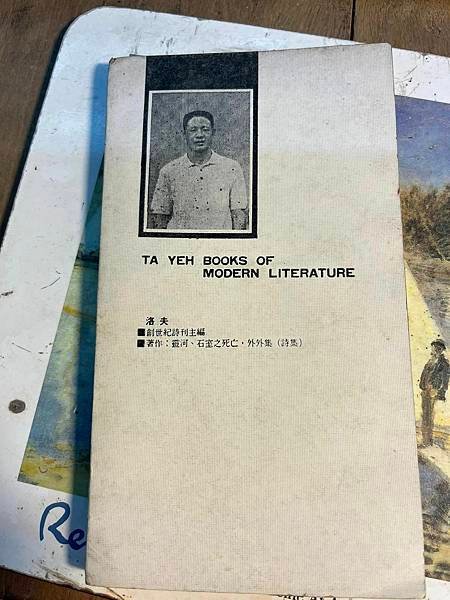 TA YEH BOOKS OF
MODERN LITERATURE
洛夫
■創世紀詩刊主編
■著作：靈河、石室之死亡・外外集（詩集）
Re